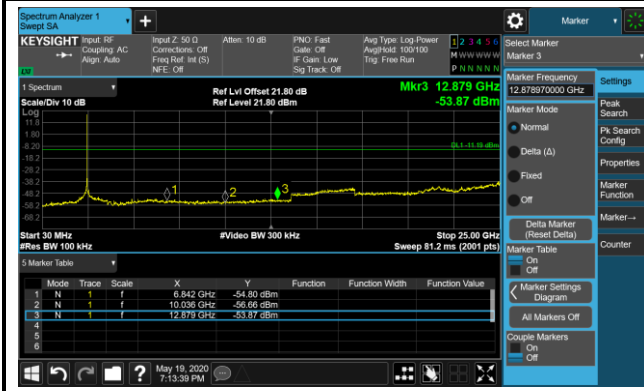 Spectrum Analyzer 1
Swept SA
KEYSIGHT
Input: RF
Coupling: AC
Align: Auto
Input Z: 50 Ω
Corrections: Off
Freq Ref: Int (S)
NFE: Off
Atten: 10 dB
PNO: Fast
Gate: Off
IF Gain: Low
Sig Track: Off
Avg Type: Log-Power
Avg|Hold: 100/100
Trig: Free Run
1 2 3 4 5 6
M W W W W W
P N N N N N
1 Spectrum
Scale/Div 10 dB
Ref Lvl Offset 21.80 dB
Ref Level 21.80 dBm
Mkr3 12.879 GHz
-53.87 dBm
Log
11.8
1.80
-8.20
-18.2
-28.2
-38.2
-48.2
-58.2
-68.2
DL1 -11.19 dBm
1
2
3
Start 30 MHz
#Video BW 300 kHz
Stop 25.00 GHz
#Res BW 100 kHz
Sweep 81.2 ms (2001 pts)
5 Marker Table
Mode Trace Scale X Y Function Function Width Function Value
1 N 1 f 6.842 GHz -54.80 dBm
2 N 1 f 10.036 GHz -56.66 dBm
3 N 1 f 12.879 GHz -53.87 dBm
4
5
6
May 19, 2020
7:13:39 PM
Marker
Select Marker
Marker 3
Marker Frequency
12.878970000 GHz
Marker Mode
Normal
Delta (Δ)
Fixed
Off
Delta Marker
(Reset Delta)
Marker Table
On
Off
Marker Settings
Diagram
All Markers Off
Couple Markers
On
Off
Settings
Peak
Search
Pk Search
Config
Properties
Marker
Function
Marker→
Counter